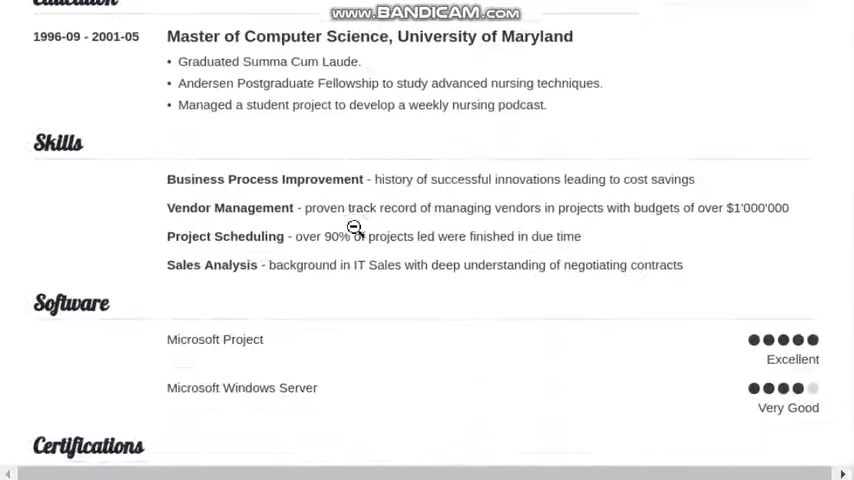 WWW.BANDICAM.COM
Education
1996-09 - 2001-05 Master of Computer Science, University of Maryland
• Graduated Summa Cum Laude.
• Andersen Postgraduate Fellowship to study advanced nursing techniques.
• Managed a student project to develop a weekly nursing podcast.
Skills
Business Process Improvement - history of successful innovations leading to cost savings
Vendor Management - proven track record of managing vendors in projects with budgets of over $1'000'000
Project Scheduling - over 90% of projects led were finished in due time
Sales Analysis - background in IT Sales with deep understanding of negotiating contracts
Software
Microsoft Project
Excellent
Microsoft Windows Server
Very Good
Certifications